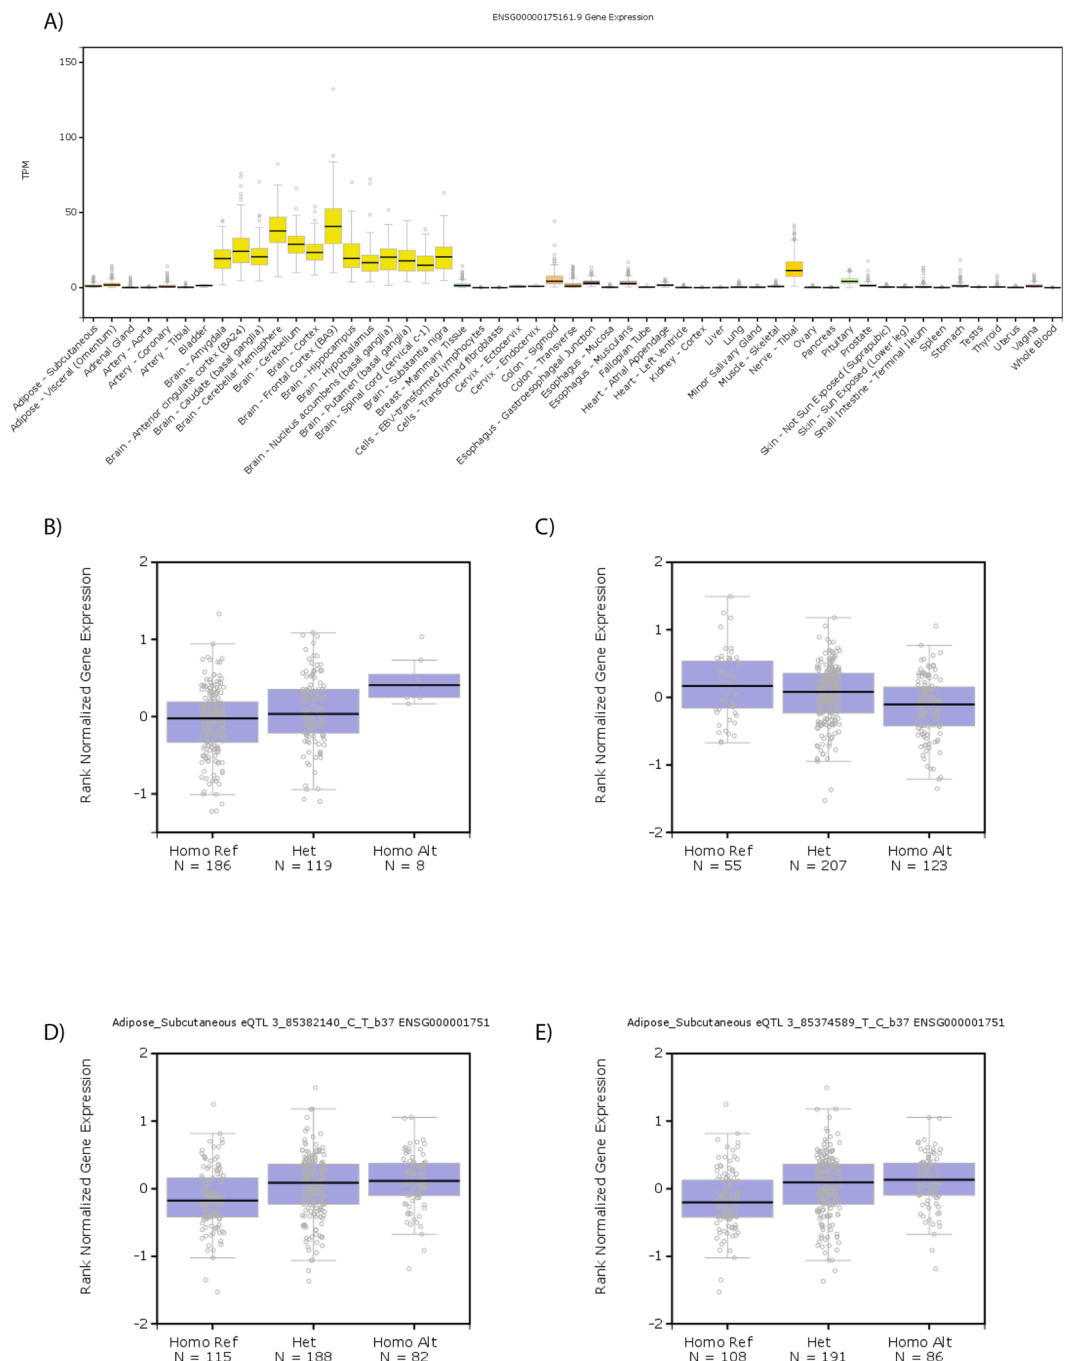 A)
ENSG00000175161.9 Gene Expression
150
100
50
0
TPM
Adipose - Subcutaneous
Adipose - Visceral (Omentum)
Adrenal Gland
Artery - Aorta
Artery - Coronary
Artery - Tibial
Bladder
Brain - Amygdala
Brain - Anterior cingulate cortex (BA24)
Brain - Caudate (basal ganglia)
Brain - Cerebellar Hemisphere
Brain - Cerebellum
Brain - Cortex
Brain - Frontal Cortex (BA9)
Brain - Hippocampus
Brain - Hypothalamus
Brain - Nucleus accumbens (basal ganglia)
Brain - Putamen (basal ganglia)
Brain - Spinal cord (cervical c-1)
Brain - Substantia nigra
Breast - Mammary Tissue
Cells - EBV-transformed lymphocytes
Cells - Transformed fibroblasts
Cervix - Ectocervix
Cervix - Endocervix
Colon - Sigmoid
Colon - Transverse
Esophagus - Gastroesophageal Junction
Esophagus - Mucosa
Esophagus - Muscularis
Fallopian Tube
Heart - Atrial Appendage
Heart - Left Ventricle
Kidney - Cortex
Liver
Lung
Minor Salivary Gland
Muscle - Skeletal
Nerve - Tibial
Ovary
Pancreas
Pituitary
Prostate
Skin - Not Sun Exposed (Suprapubic)
Skin - Sun Exposed (Lower leg)
Small Intestine - Terminal Ileum
Spleen
Stomach
Testis
Thyroid
Uterus
Vagina
Whole Blood
B)
2
1
0
-1
Rank Normalized Gene Expression
Homo Ref Het Homo Alt
N = 186 N = 119 N = 8
C)
2
1
0
-1
-2
Rank Normalized Gene Expression
Homo Ref Het Homo Alt
N = 55 N = 207 N = 123
D)
Adipose_Subcutaneous eQTL 3_85382140_C_T_b37 ENSG000001751
2
1
0
-1
-2
Rank Normalized Gene Expression
Homo Ref Het Homo Alt
N = 115 N = 188 N = 82
E)
Adipose_Subcutaneous eQTL 3_85374589_T_C_b37 ENSG000001751
2
1
0
-1
-2
Rank Normalized Gene Expression
Homo Ref Het Homo Alt
N = 108 N = 191 N = 86